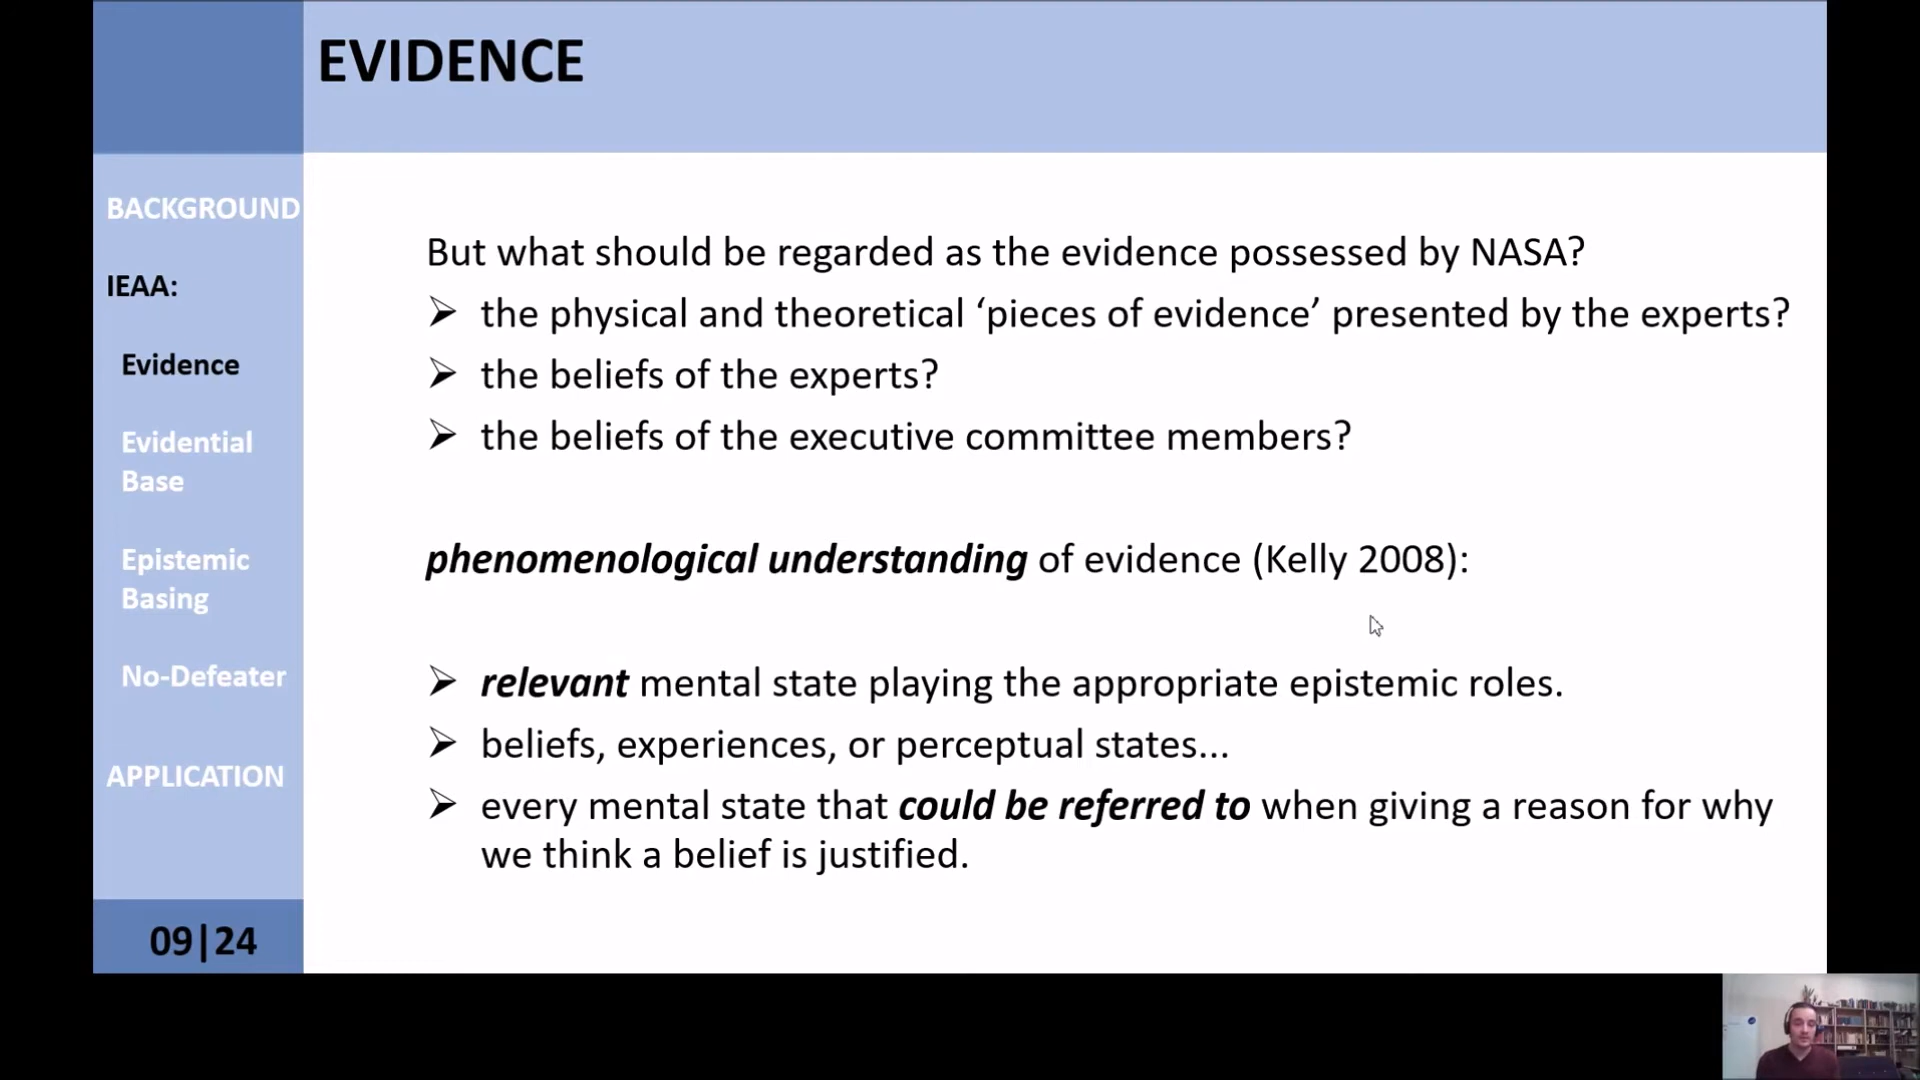 EVIDENCE
BACKGROUND
IEAA:
Evidence
Evidential
Base
Epistemic
Basing
No-Defeater
APPLICATION
09|24
But what should be regarded as the evidence possessed by NASA?
➢ the physical and theoretical ‘pieces of evidence’ presented by the experts?
➢ the beliefs of the experts?
➢ the beliefs of the executive committee members?
phenomenological understanding of evidence (Kelly 2008):
➢ relevant mental state playing the appropriate epistemic roles.
➢ beliefs, experiences, or perceptual states...
➢ every mental state that could be referred to when giving a reason for why
we think a belief is justified.